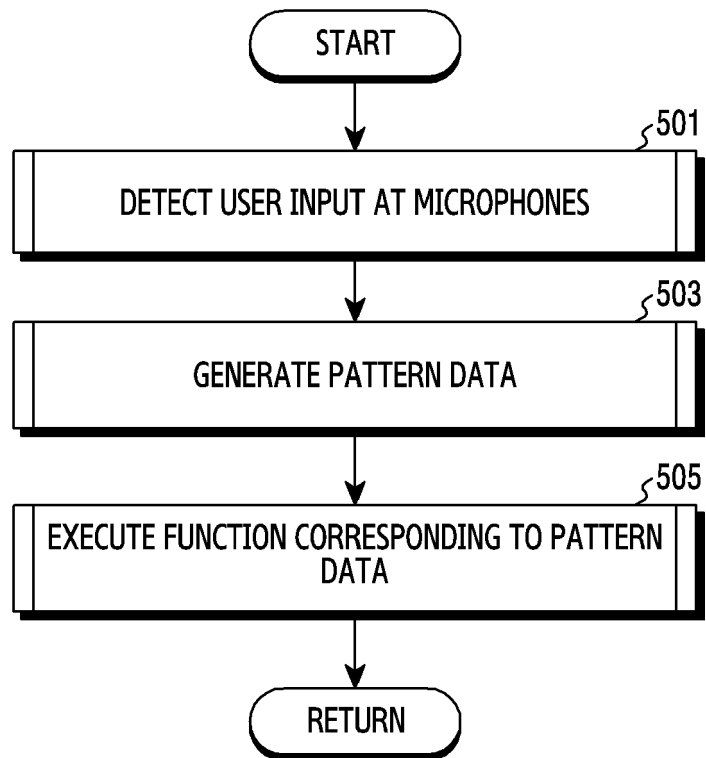 START
501
DETECT USER INPUT AT MICROPHONES
503
GENERATE PATTERN DATA
505
EXECUTE FUNCTION CORRESPONDING TO PATTERN
DATA
RETURN